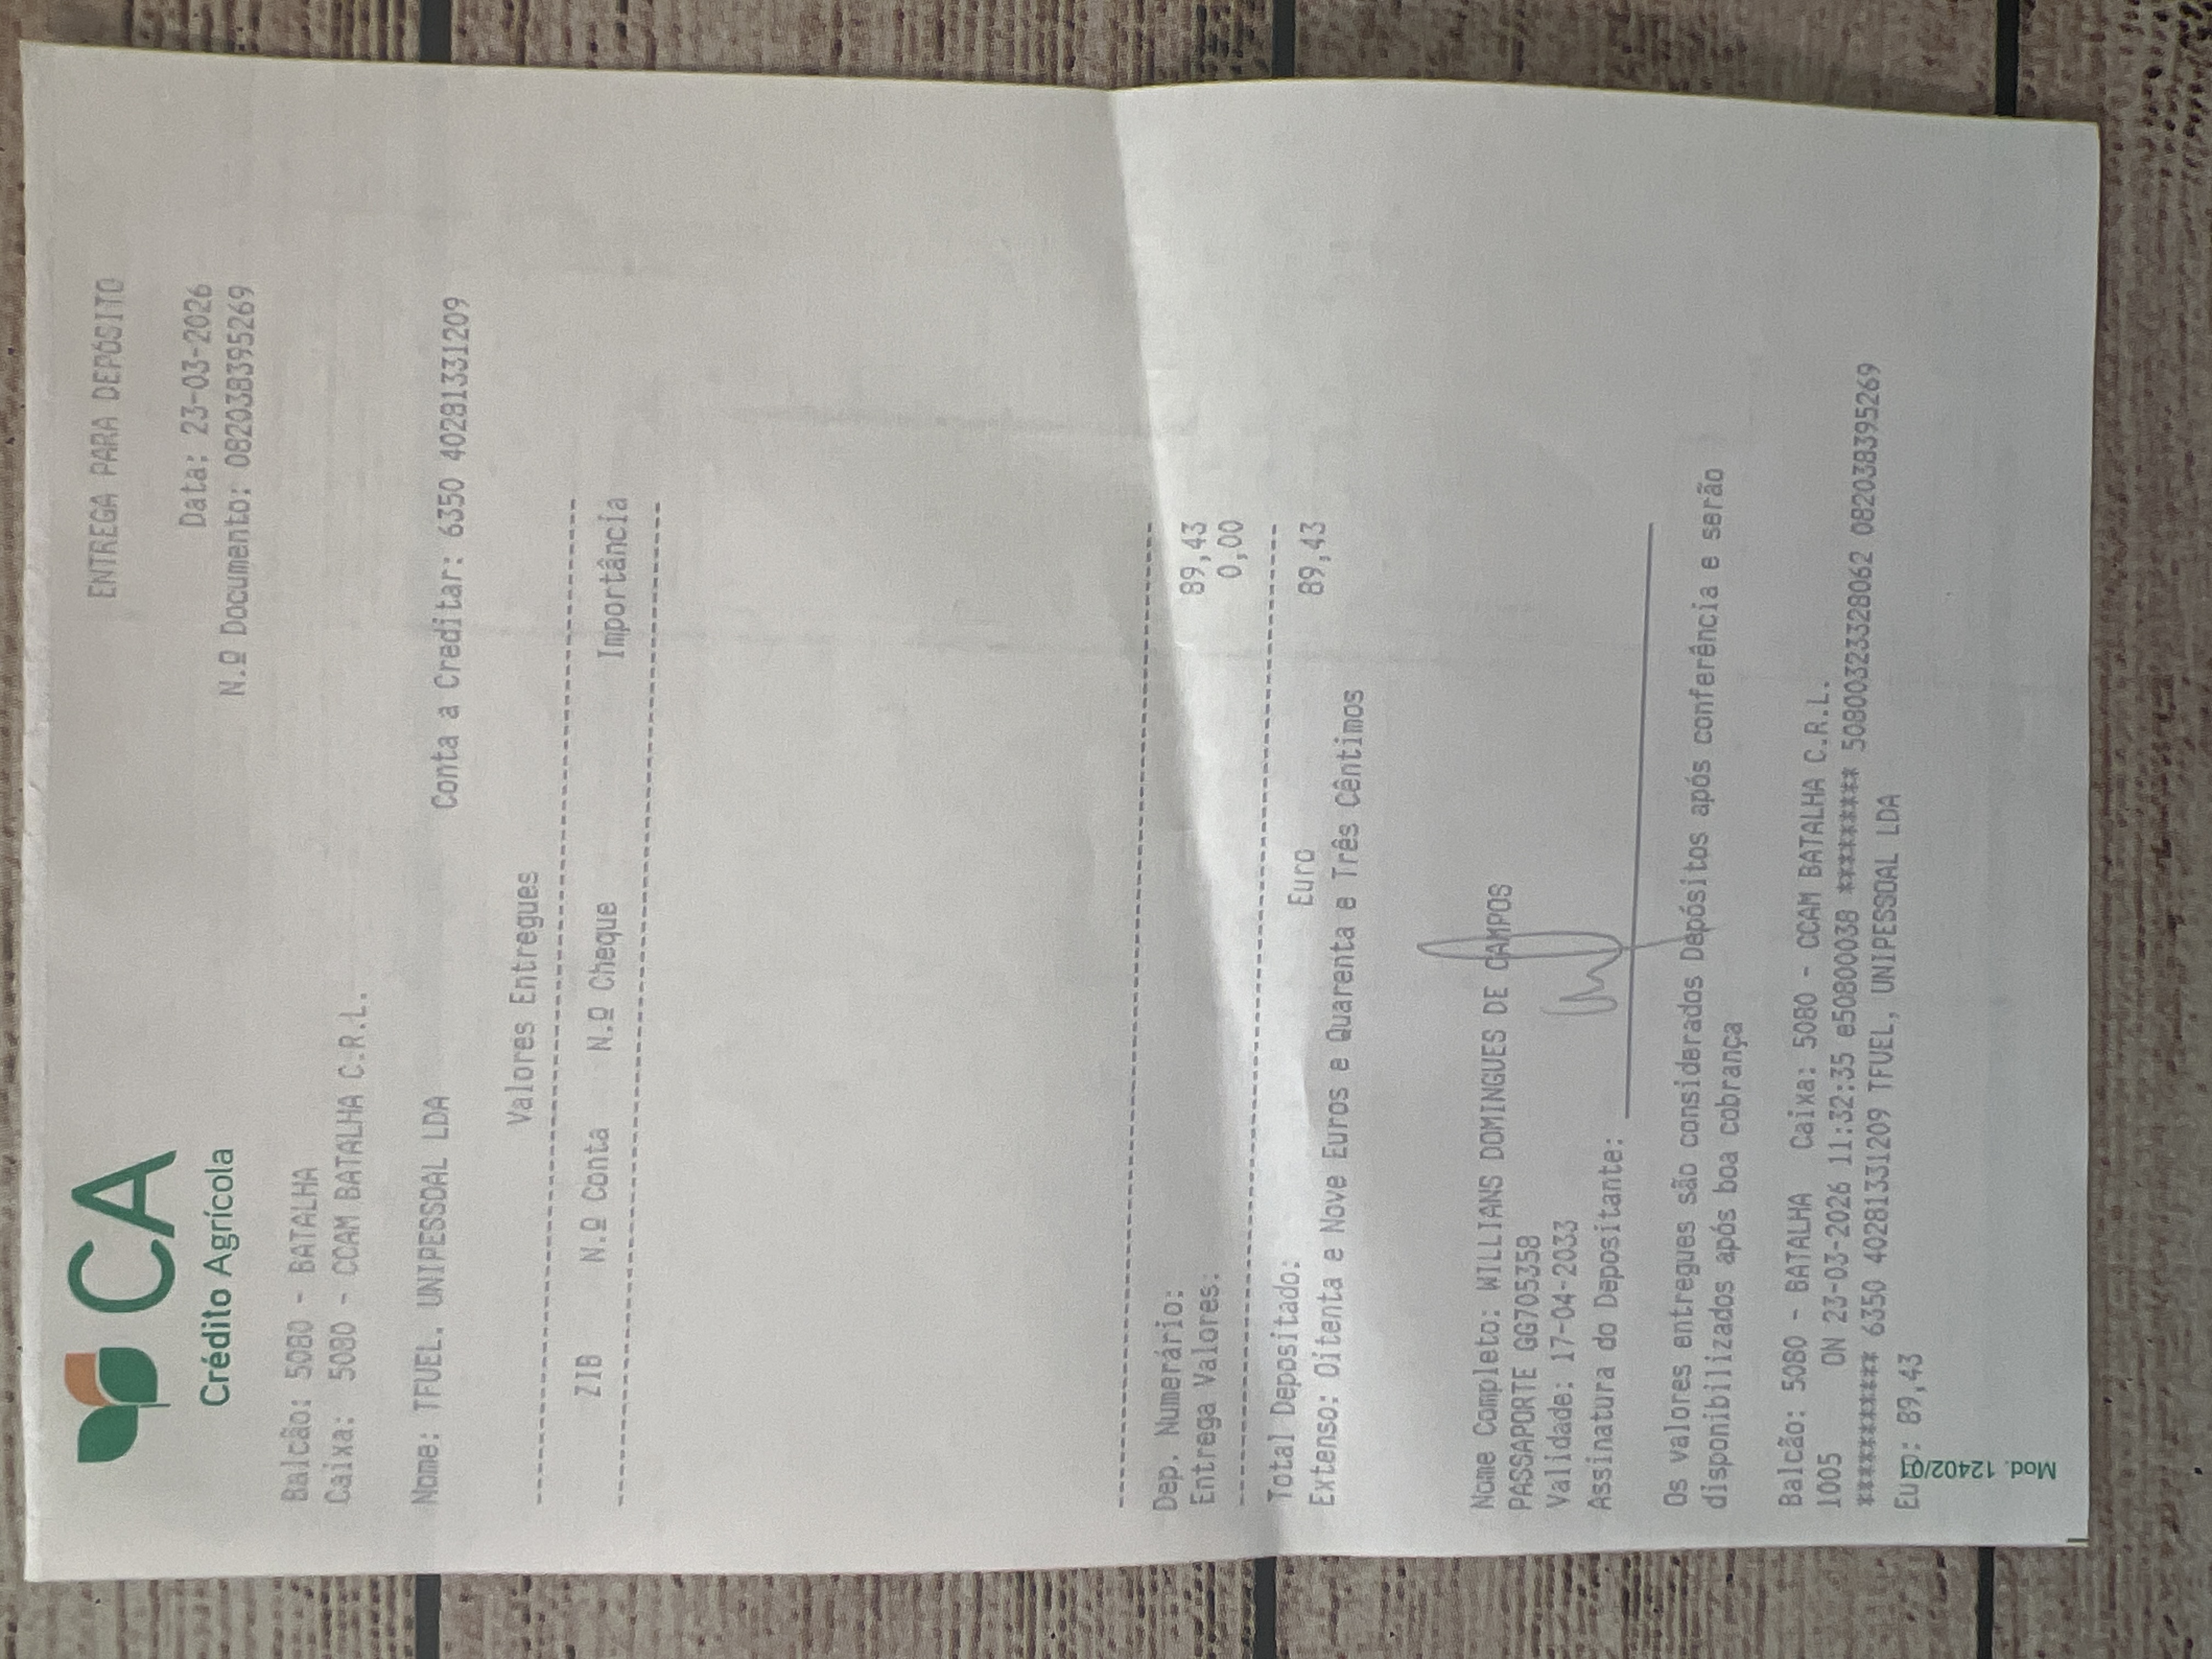 CA
Crédito Agrícola
ENTREGA PARA DEPÓSITO
Data: 23-03-2026
N.º Documento: 082038395269
Balcão: 5080 - BATALHA
Caixa: 5080 - CCAM BATALHA C.R.L.
Nome: TFUEL, UNIPESSOAL LDA Conta a Creditar: 6350 40281331209
Valores Entregues
ZIB N.º Conta N.º Cheque Importância
Dep. Numerário: 89,43
Entrega Valores: 0,00
Total Depositado: Euro 89,43
Extenso: Oitenta e Nove Euros e Quarenta e Três Cêntimos
Nome Completo: WILLIANS DOMINGUES DE CAMPOS
PASSAPORTE GG705358
Validade: 17-04-2033
Assinatura do Depositante:
Os valores entregues são considerados Depósitos após conferência e serão
disponibilizados após boa cobrança
Balcão: 5080 - BATALHA Caixa: 5080 - CCAM BATALHA C.R.L.
1005 ON 23-03-2026 11:32:35 e50800038 ******** 50800323328062 082038395269
********** 6350 40281331209 TFUEL, UNIPESSOAL LDA
Eu: 89,43
Mod. 12402/01